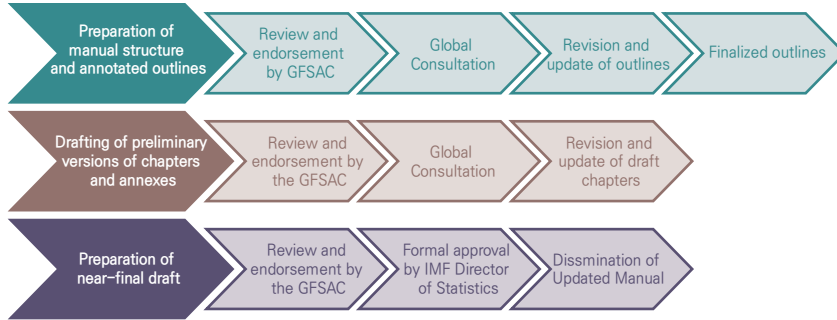 Preparation of
manual structure
and annotated outlines
Review and
endorsement
by GFSAC
Global
Consultation
Revision and
update of outlines
Finalized outlines
Drafting of preliminary
versions of chapters
and annexes
Review and
endorsement by
the GFSAC
Global
Consultation
Revision and
update of draft
chapters
Preparation of
near-final draft
Review and
endorsement by
the GFSAC
Formal approval
by IMF Director
of Statistics
Dissmination of
Updated Manual